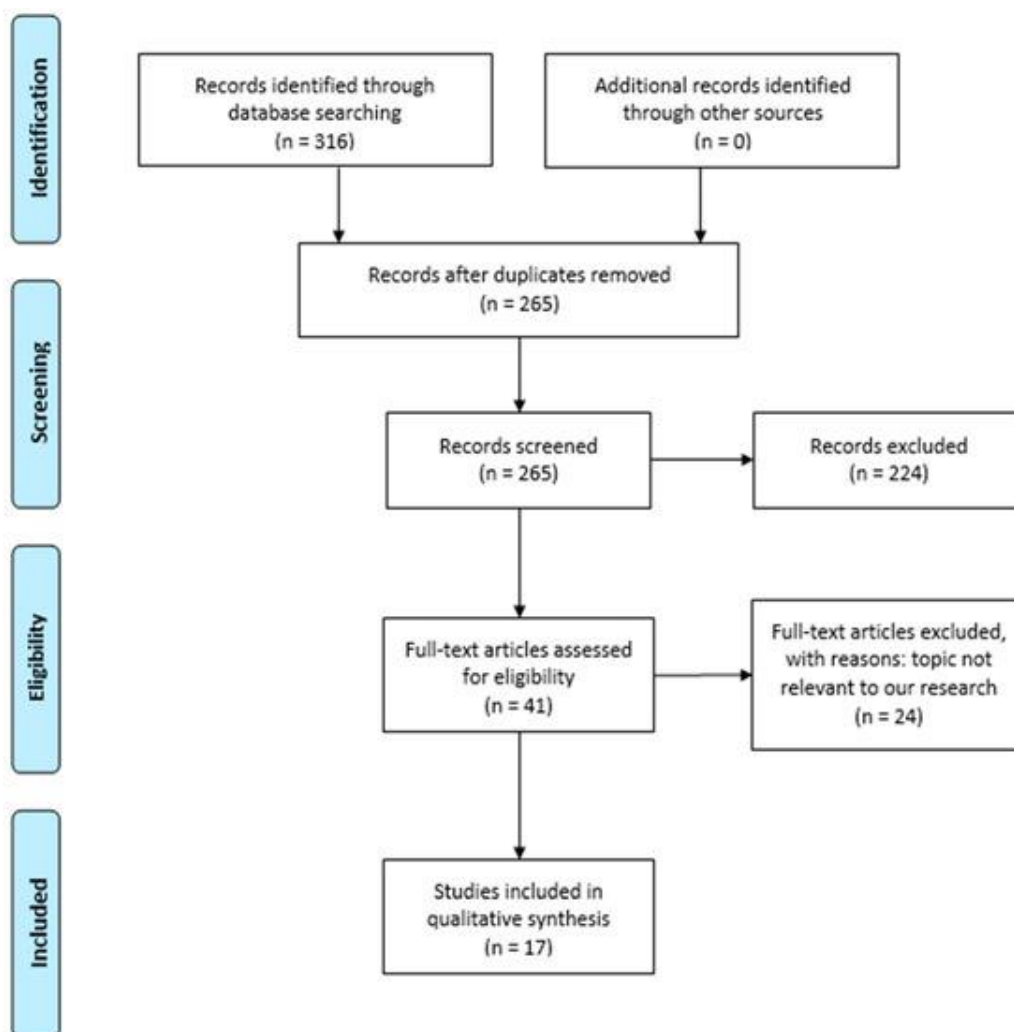 Identification
Records identified through
database searching
(n = 316)
Additional records identified
through other sources
(n = 0)
Records after duplicates removed
(n = 265)
Screening
Records screened
(n = 265)
Records excluded
(n = 224)
Eligibility
Full-text articles assessed
for eligibility
(n = 41)
Full-text articles excluded,
with reasons: topic not
relevant to our research
(n = 24)
Included
Studies included in
qualitative synthesis
(n = 17)